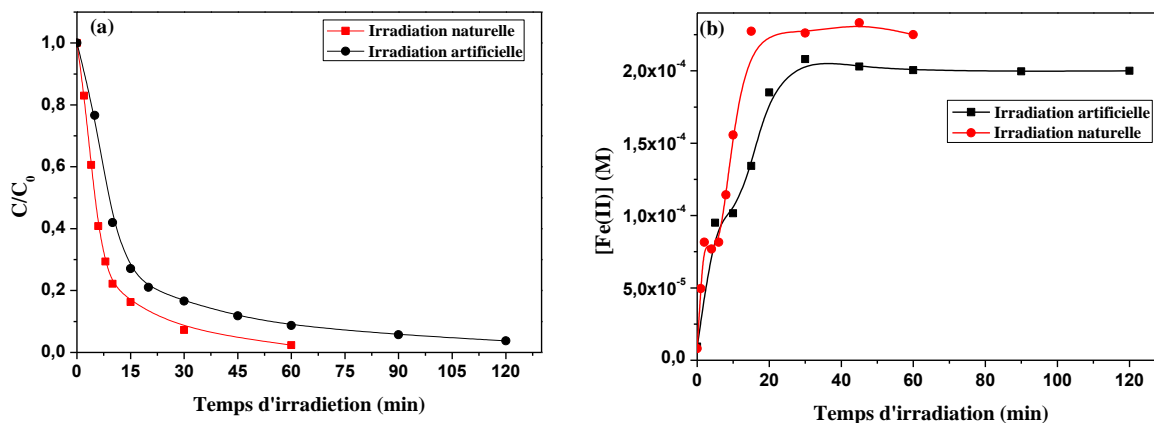 (a)
Irradiation naturelle
Irradiation artificielle
1,0
0,8
0,6
0,4
0,2
0,0
C/C0
0 15 30 45 60 75 90 105 120
Temps d'irradietion (min)
(b)
Irradiation artificielle
Irradiation naturelle
2,0x10-4
1,5x10-4
1,0x10-4
5,0x10-5
0,0
[Fe(II)] (M)
0 20 40 60 80 100 120
Temps d'irradiation (min)